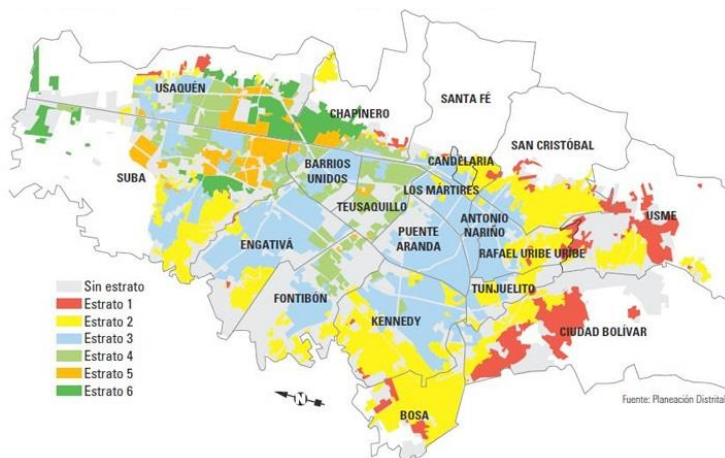 USAQUÉN
CHAPINERO
SANTA FÉ
SAN CRISTÓBAL
SUBA
BARRIOS
UNIDOS
CANDELARIA
LOS MÁRTIRES
TEUSAQUILLO
USME
ENGATIVÁ
PUENTE
ARANDA
ANTONIO
NARIÑO
RAFAEL URIBE URIBE
FONTIBÓN
TUNJUELITO
KENNEDY
CIUDAD BOLÍVAR
BOSA
Sin estrato
Estrato 1
Estrato 2
Estrato 3
Estrato 4
Estrato 5
Estrato 6
N
Fuente: Planeación Distrital